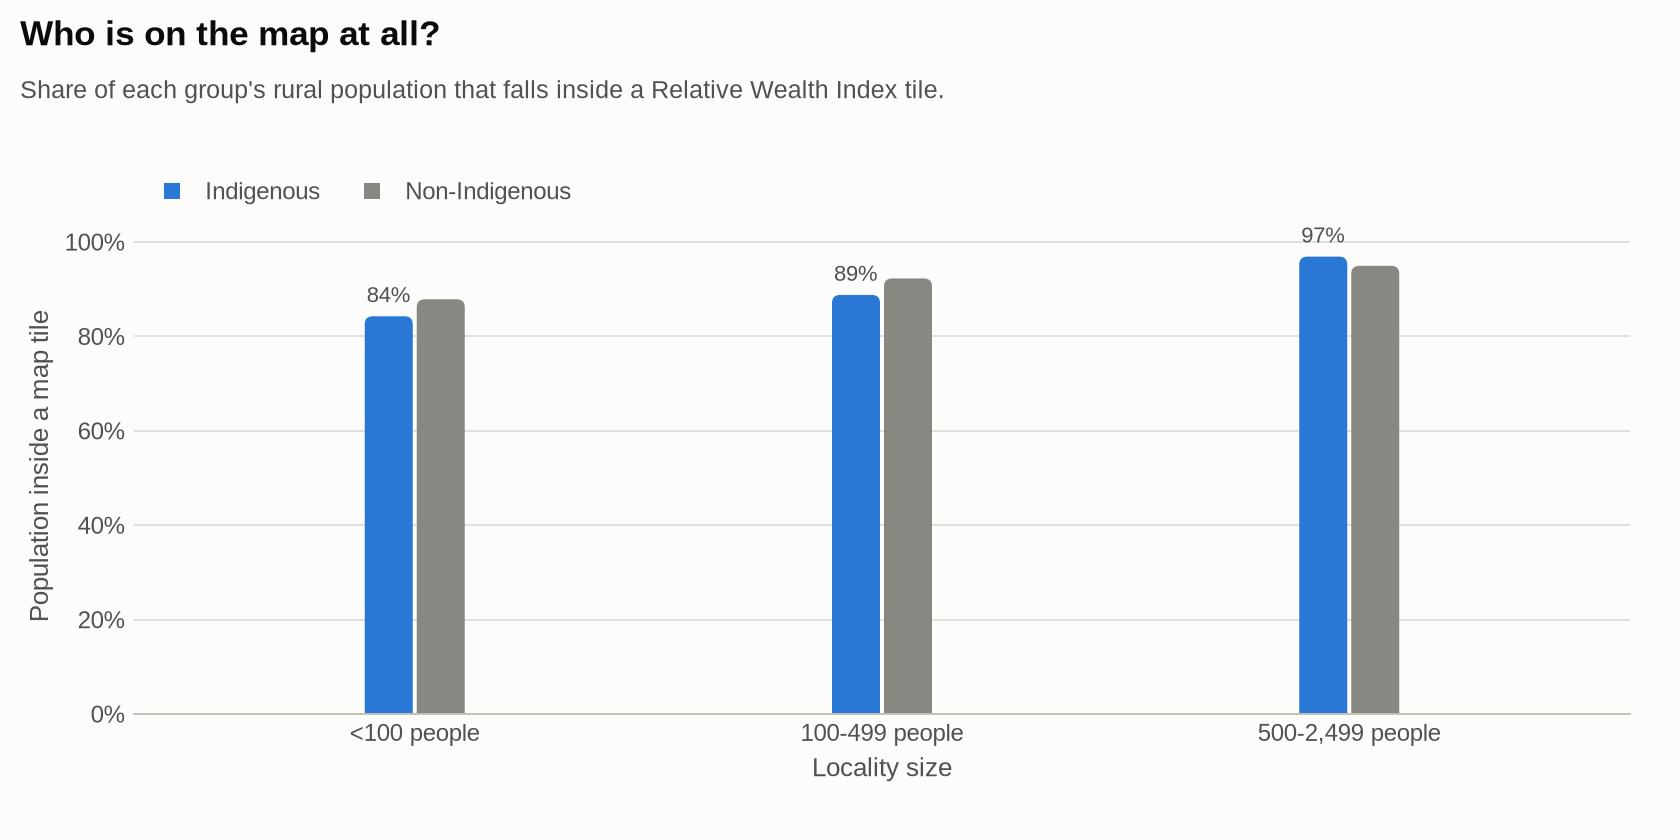 Who is on the map at all?
Share of each group's rural population that falls inside a Relative Wealth Index tile.
Indigenous
Non-Indigenous
Population inside a map tile
100%
80%
60%
40%
20%
0%
84%
89%
97%
<100 people
100-499 people
500-2,499 people
Locality size